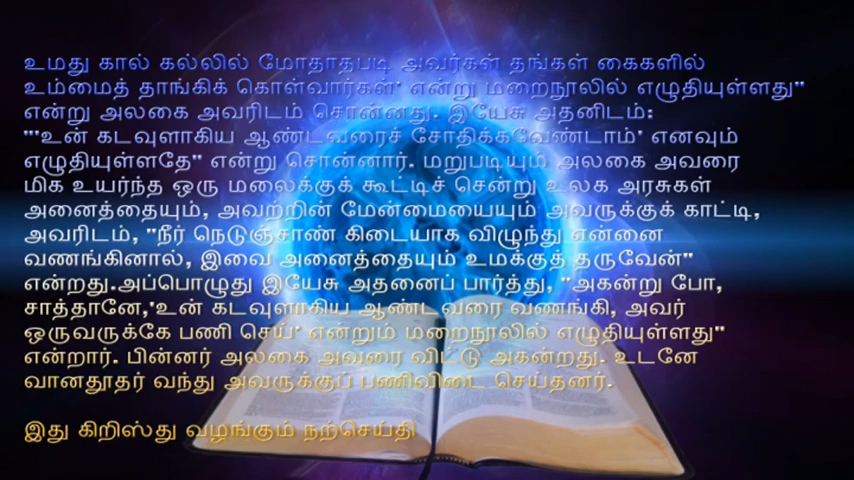 உமது கால் கல்லில் மோதாதபடி அவர்கள் தங்கள் கைகளில்
உம்மைத் தாங்கிக் கொள்வார்கள்' என்று மறைநூலில் எழுதியுள்ளது"
என்று அலகை அவரிடம் சொன்னது. இயேசு அதனிடம்:
"'உன் கடவுளாகிய ஆண்டவரைச் சோதிக்கவேண்டாம்' எனவும்
எழுதியுள்ளதே" என்று சொன்னார். மறுபடியும் அலகை அவரை
மிக உயர்ந்த ஒரு மலைக்குக் கூட்டிச் சென்று உலக அரசுகள்
அனைத்தையும், அவற்றின் மேன்மையையும் அவருக்குக் காட்டி,
அவரிடம், "நீர் நெடுஞ்சாண் கிடையாக விழுந்து என்னை
வணங்கினால், இவை அனைத்தையும் உமக்குத் தருவேன்"
என்றது.அப்பொழுது இயேசு அதனைப் பார்த்து, "அகன்று போ,
சாத்தானே,'உன் கடவுளாகிய ஆண்டவரை வணங்கி, அவர்
ஒருவருக்கே பணி செய்' என்றும் மறைநூலில் எழுதியுள்ளது"
என்றார். பின்னர் அலகை அவரை விட்டு அகன்றது. உடனே
வானதூதர் வந்து அவருக்குப் பணிவிடை செய்தனர்.
இது கிறிஸ்து வழங்கும் நற்செய்தி